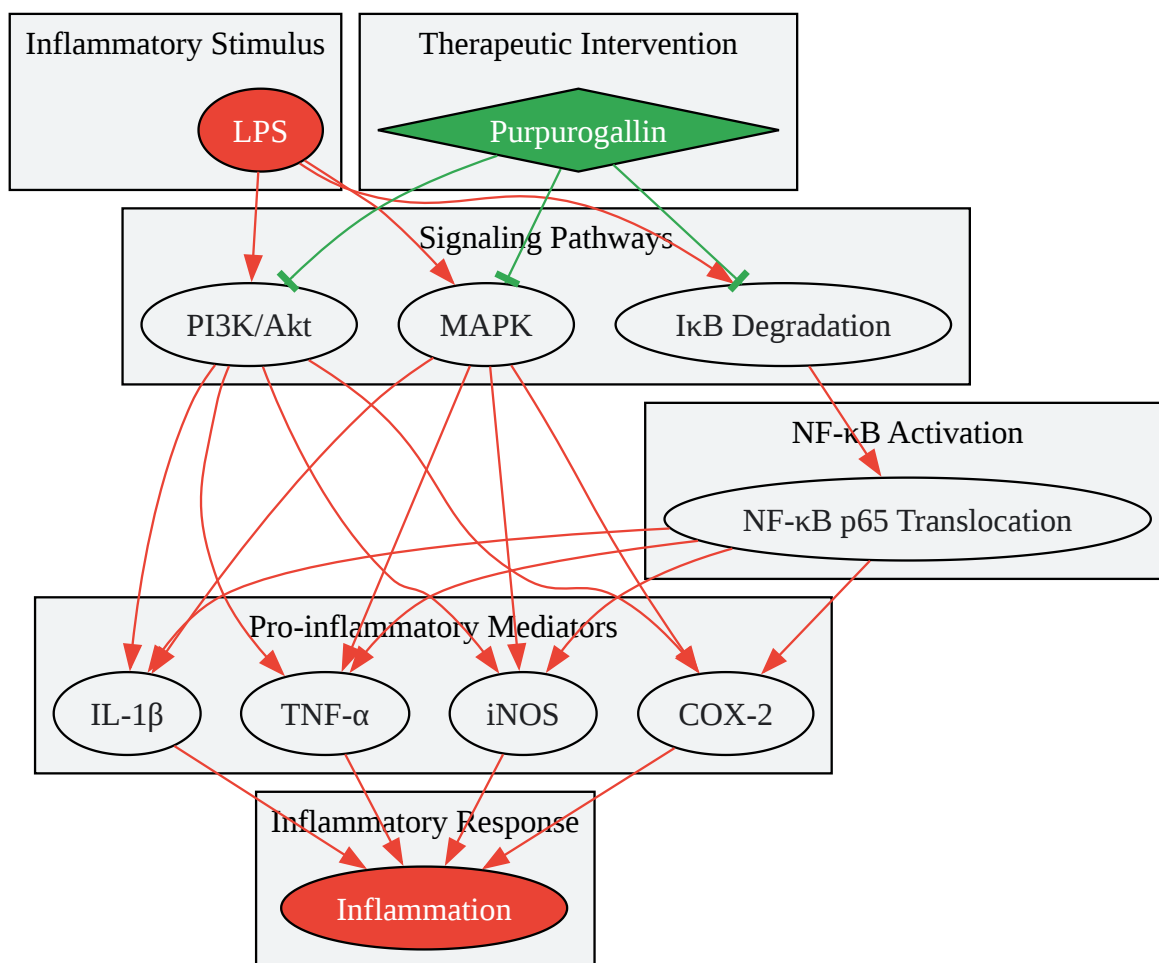 Inflammatory Stimulus
Therapeutic Intervention
LPS
Purpurogallin
Signaling Pathways
PI3K/Akt
MAPK
IκB Degradation
NF-κB Activation
NF-κB p65 Translocation
Pro-inflammatory Mediators
IL-1β
TNF-α
iNOS
COX-2
Inflammatory Response
Inflammation